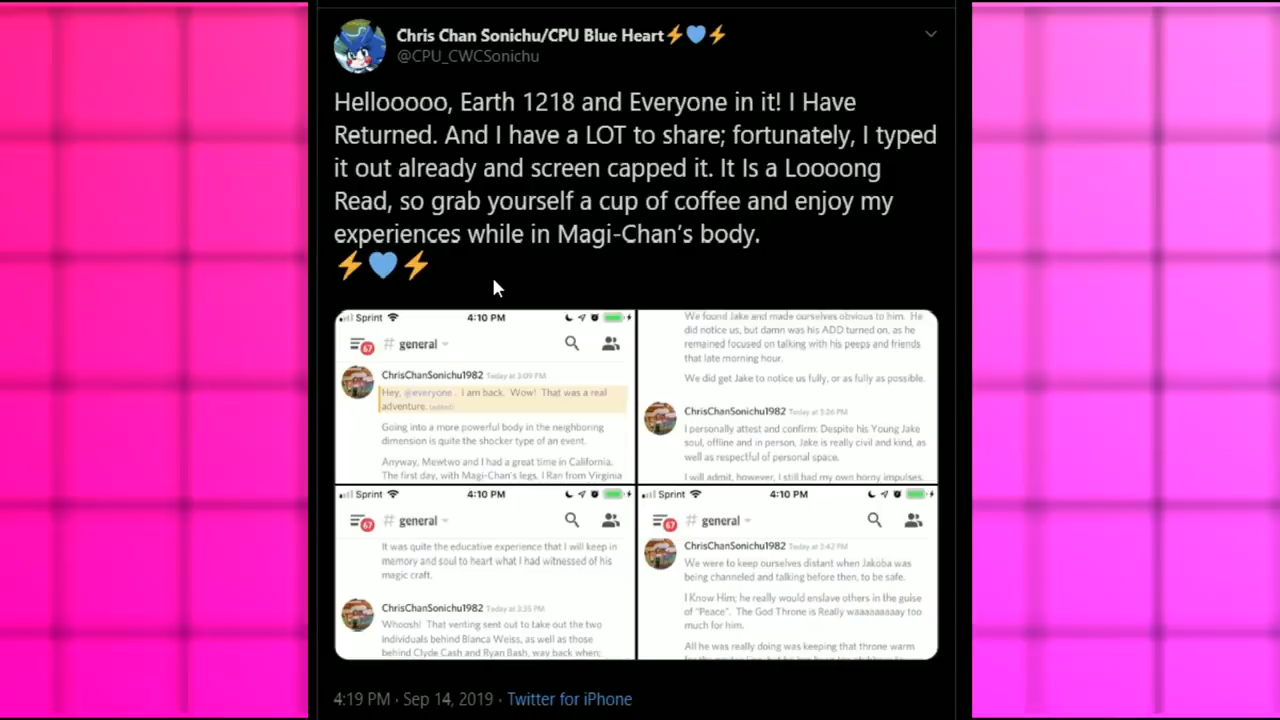 Chris Chan Sonichu/CPU Blue Heart⚡💙⚡
@CPU_CWCSonichu
Hellooooo, Earth 1218 and Everyone in it! I Have
Returned. And I have a LOT to share; fortunately, I typed
it out already and screen capped it. It Is a Loooong
Read, so grab yourself a cup of coffee and enjoy my
experiences while in Magi-Chan's body.
⚡💙⚡
Sprint 4:10 PM
67 # general
ChrisChanSonichu1982 Today at 3:09 PM
Hey, @everyone . I am back. Wow! That was a real
adventure. (edited)
Going into a more powerful body in the neighboring
dimension is quite the shocker type of an event.
Anyway, Mewtwo and I had a great time in California.
The first day, with Magi-Chan's legs, I Ran from Virginia
We found Jake and made ourselves obvious to him. He
did notice us, but damn was his ADD turned on, as he
remained focused on talking with his peeps and friends
that late morning hour.
We did get Jake to notice us fully, or as fully as possible.
ChrisChanSonichu1982 Today at 3:26 PM
I personally attest and confirm: Despite his Young Jake
soul, offline and in person, Jake is really civil and kind, as
well as respectful of personal space.
I will admit, however, I still had my own horny impulses.
Sprint 4:10 PM
67 # general
It was quite the educative experience that I will keep in
memory and soul to heart what I had witnessed of his
magic craft.
ChrisChanSonichu1982 Today at 3:35 PM
Whoosh! That venting sent out to take out the two
individuals behind Bianca Weiss, as well as those
behind Clyde Cash and Ryan Bash, way back when;
Sprint 4:10 PM
67 # general
ChrisChanSonichu1982 Today at 3:42 PM
We were to keep ourselves distant when Jakoba was
being channeled and talking before then, to be safe.
I Know Him; he really would enslave others in the guise
of "Peace". The God Throne is Really waaaaaaaay too
much for him.
All he was really doing was keeping that throne warm
4:19 PM · Sep 14, 2019 · Twitter for iPhone